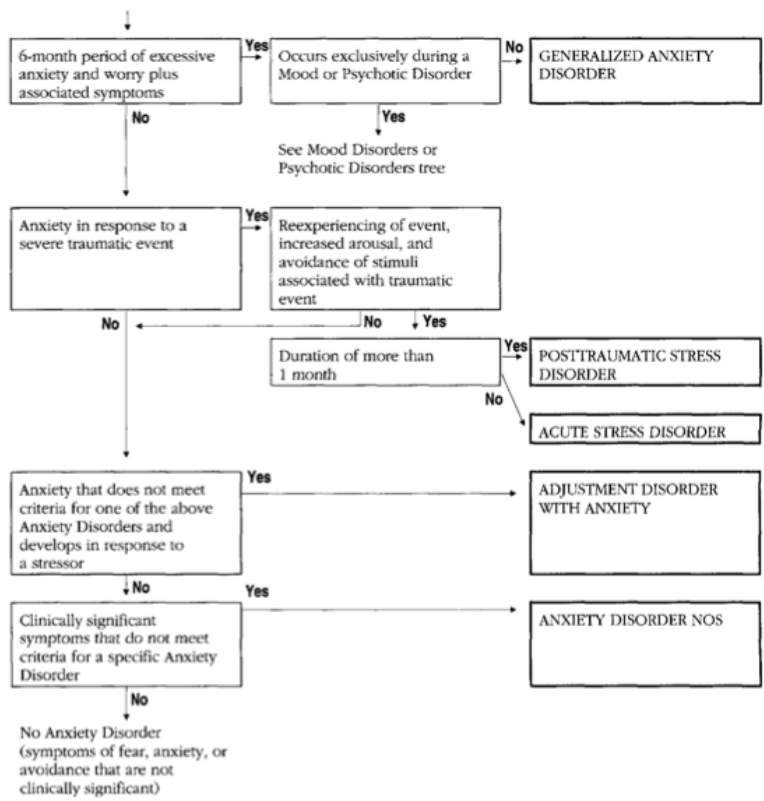 6-month period of excessive
anxiety and worry plus
associated symptoms
Yes
Occurs exclusively during a
Mood or Psychotic Disorder
No
GENERALIZED ANXIETY
DISORDER
No
Yes
See Mood Disorders or
Psychotic Disorders tree
Anxiety in response to a
severe traumatic event
Yes
Reexperiencing of event,
increased arousal, and
avoidance of stimuli
associated with traumatic
event
No
No
Yes
Duration of more than
1 month
Yes
POSTTRAUMATIC STRESS
DISORDER
No
ACUTE STRESS DISORDER
Anxiety that does not meet
criteria for one of the above
Anxiety Disorders and
develops in response to
a stressor
Yes
ADJUSTMENT DISORDER
WITH ANXIETY
No
Clinically significant
symptoms that do not meet
criteria for a specific Anxiety
Disorder
Yes
ANXIETY DISORDER NOS
No
No Anxiety Disorder
(symptoms of fear, anxiety, or
avoidance that are not
clinically significant)